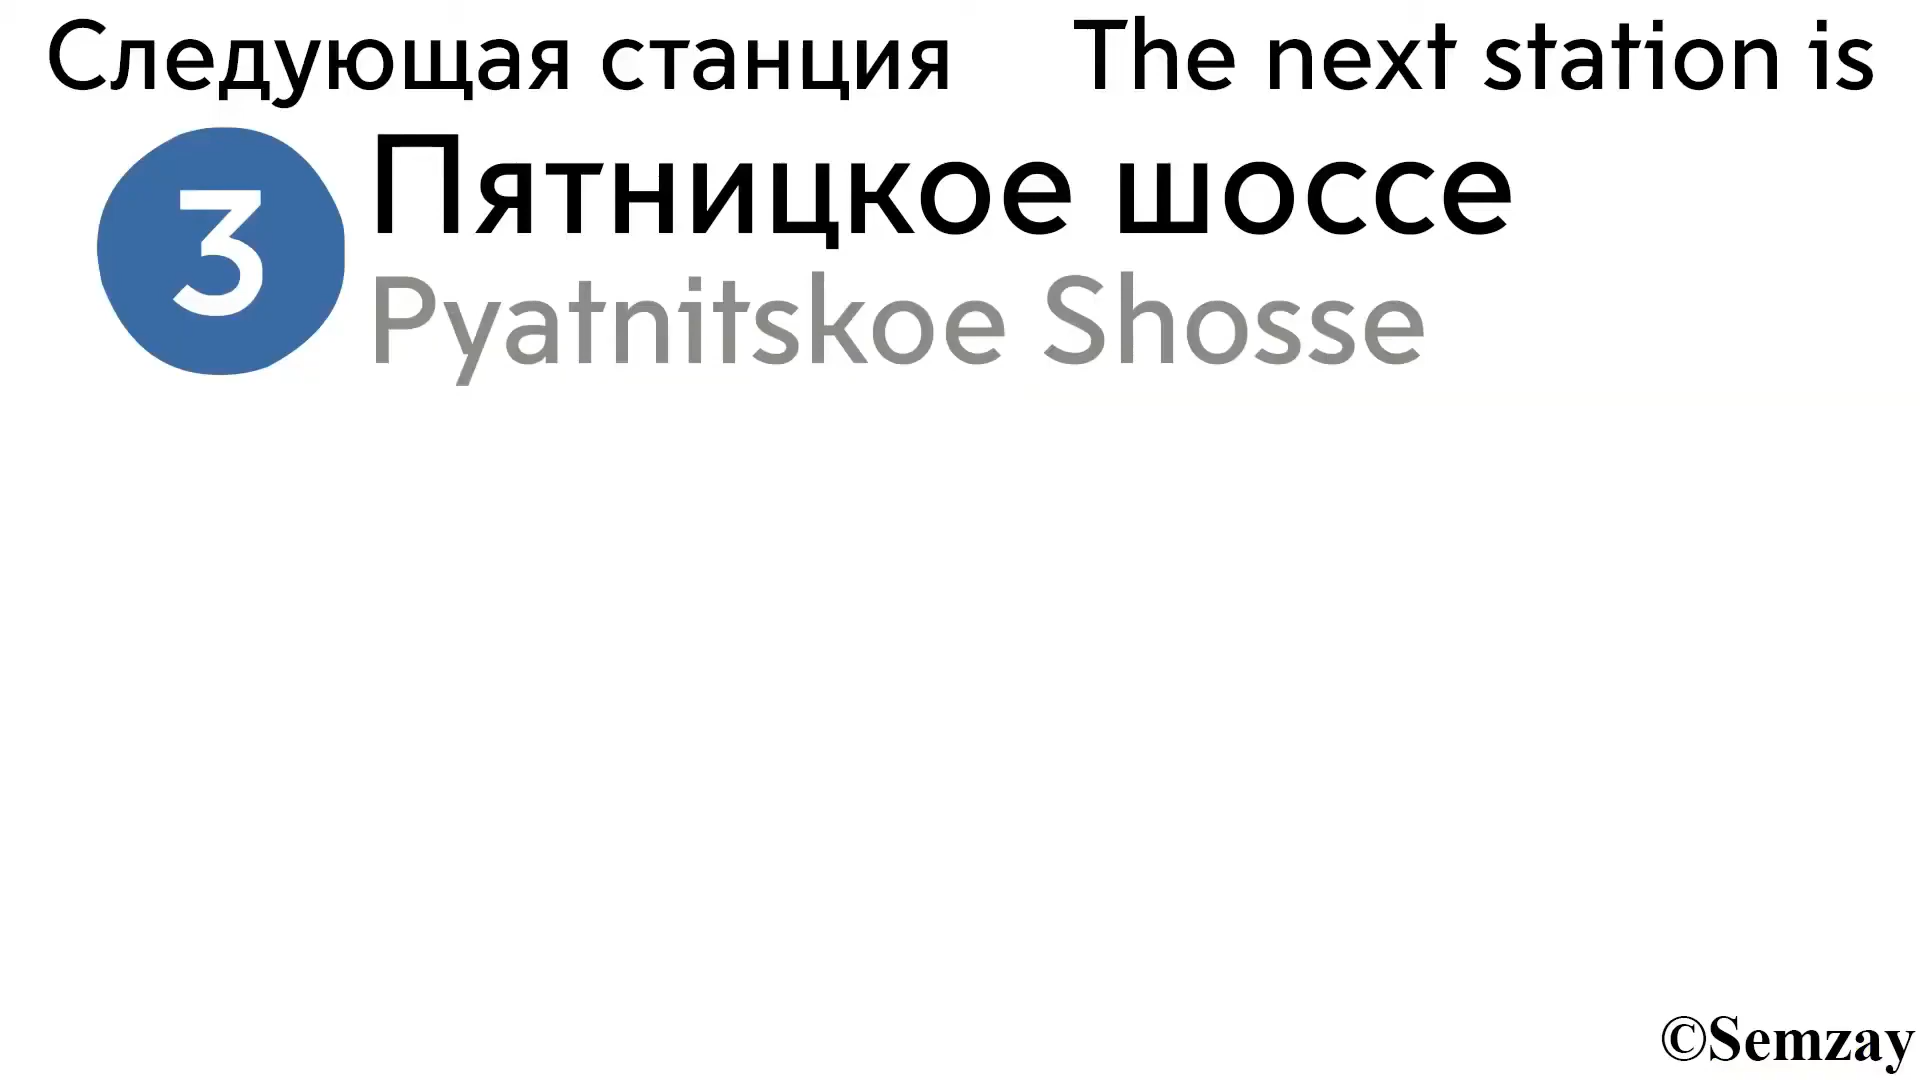 Следующая станция The next station is
3 Пятницкое шоссе
Pyatnitskoe Shosse
©Semzay